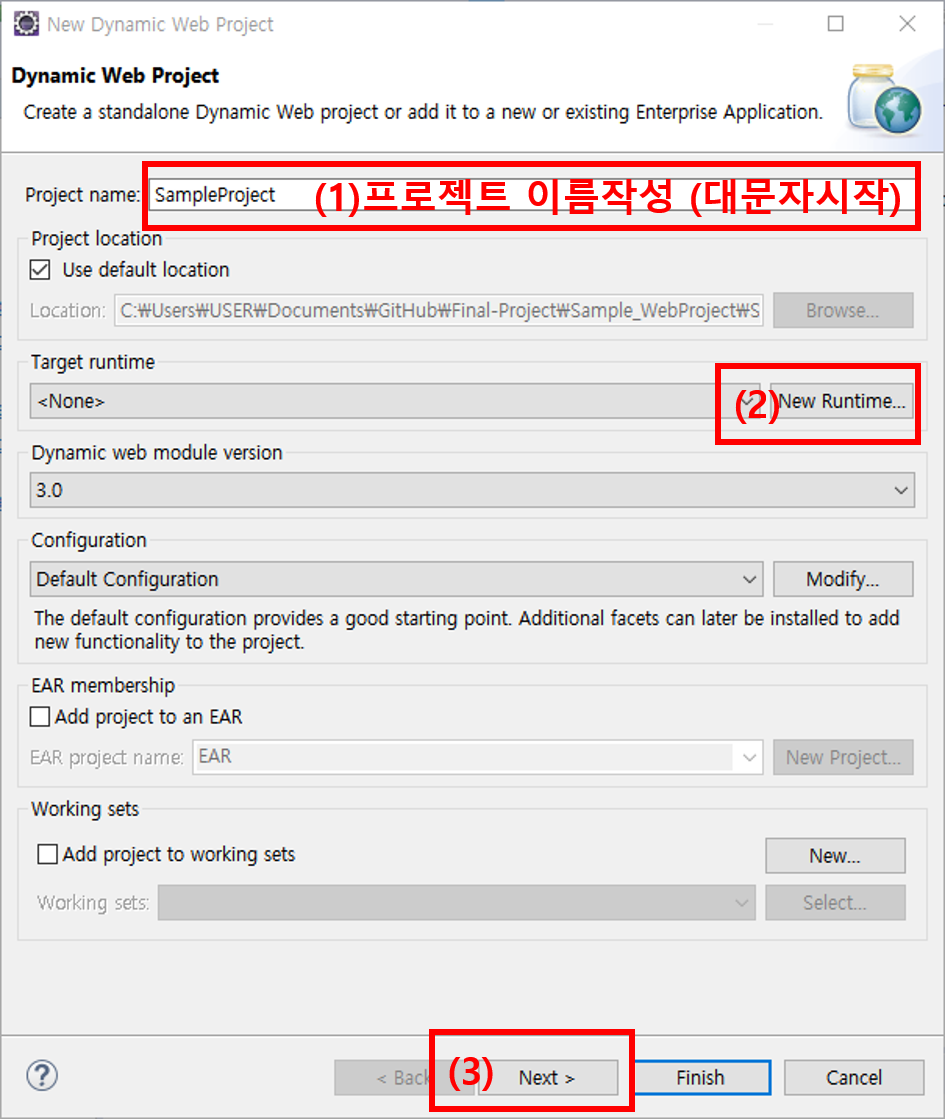 New Dynamic Web Project
Dynamic Web Project
Create a standalone Dynamic Web project or add it to a new or existing Enterprise Application.
Project name: SampleProject (1)프로젝트 이름작성 (대문자시작)
Project location
Use default location
Location: C:₩Users₩USER₩Documents₩GitHub₩Final-Project₩Sample_WebProject₩S Browse...
Target runtime
<None> (2) New Runtime...
Dynamic web module version
3.0
Configuration
Default Configuration Modify...
The default configuration provides a good starting point. Additional facets can later be installed to add
new functionality to the project.
EAR membership
Add project to an EAR
EAR project name: EAR New Project...
Working sets
Add project to working sets New...
Working sets: Select...
? < Back (3) Next > Finish Cancel